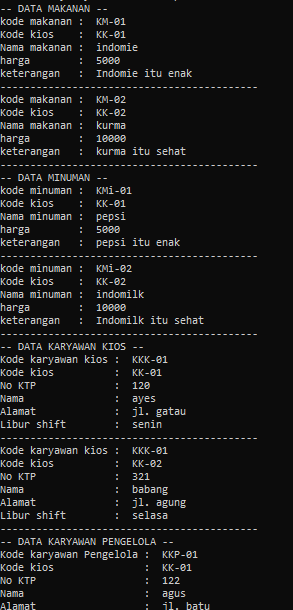 -- DATA MAKANAN --
kode makanan :  KM-01
Kode kios    :  KK-01
Nama makanan :  indomie
harga        :  5000
keterangan   :  Indomie itu enak
-----------------------------------------
kode makanan :  KM-02
Kode kios    :  KK-02
Nama makanan :  kurma
harga        :  10000
keterangan   :  kurma itu sehat
-----------------------------------------
-- DATA MINUMAN --
kode minuman :  KMi-01
Kode kios    :  KK-01
Nama minuman :  pepsi
harga        :  5000
keterangan   :  pepsi itu enak
-----------------------------------------
kode minuman :  KMi-02
Kode kios    :  KK-02
Nama minuman :  indomilk
harga        :  10000
keterangan   :  Indomilk itu sehat
-----------------------------------------
-- DATA KARYAWAN KIOS --
Kode karyawan kios :  KKK-01
Kode kios          :  KK-01
No KTP             :  120
Nama               :  ayes
Alamat             :  jl. gatau
Libur shift        :  senin
-----------------------------------------
Kode karyawan kios :  KKK-01
Kode kios          :  KK-02
No KTP             :  321
Nama               :  babang
Alamat             :  jl. agung
Libur shift        :  selasa
-----------------------------------------
-- DATA KARYAWAN PENGELOLA --
Kode karyawan Pengelola :  KKP-01
Kode kios               :  KK-01
No KTP                  :  122
Nama                    :  agus
Alamat                  :  jl. batu